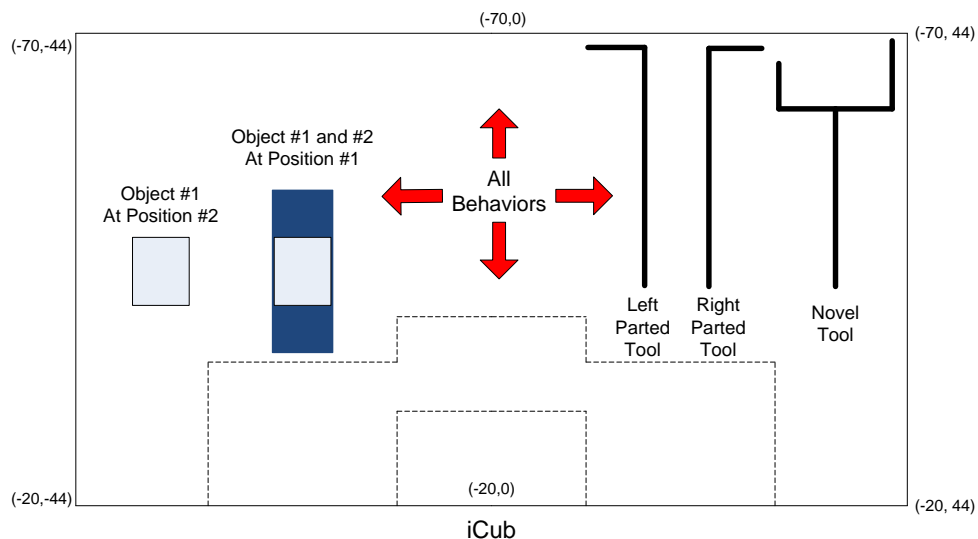 (-70,0)
(-70,-44)
(-70, 44)
Object #1 and #2
At Position #1
Object #1
At Position #2
All
Behaviors
Left
Parted
Tool
Right
Parted
Tool
Novel
Tool
(-20,-44)
(-20,0)
(-20, 44)
iCub